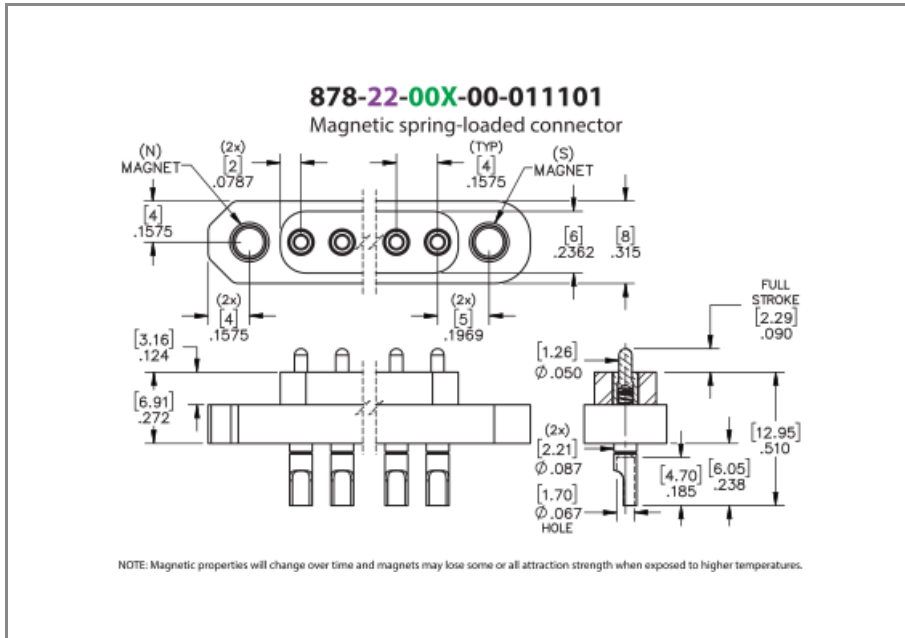 878-22-00X-00-011101
Magnetic spring-loaded connector
(N)
MAGNET
(2x)
[2]
.0787
(TYP)
[4]
.1575
(S)
MAGNET
[4]
.1575
[6]
.2362
[8]
.315
(2x)
[4]
.1575
(2x)
[5]
.1969
FULL
STROKE
[2.29]
.090
[3.16]
.124
[1.26]
Ø.050
[6.91]
.272
(2x)
[2.21]
Ø.087
[12.95]
.510
[4.70]
.185
[6.05]
.238
[1.70]
Ø.067
HOLE
NOTE: Magnetic properties will change over time and magnets may lose some or all attraction strength when exposed to higher temperatures.